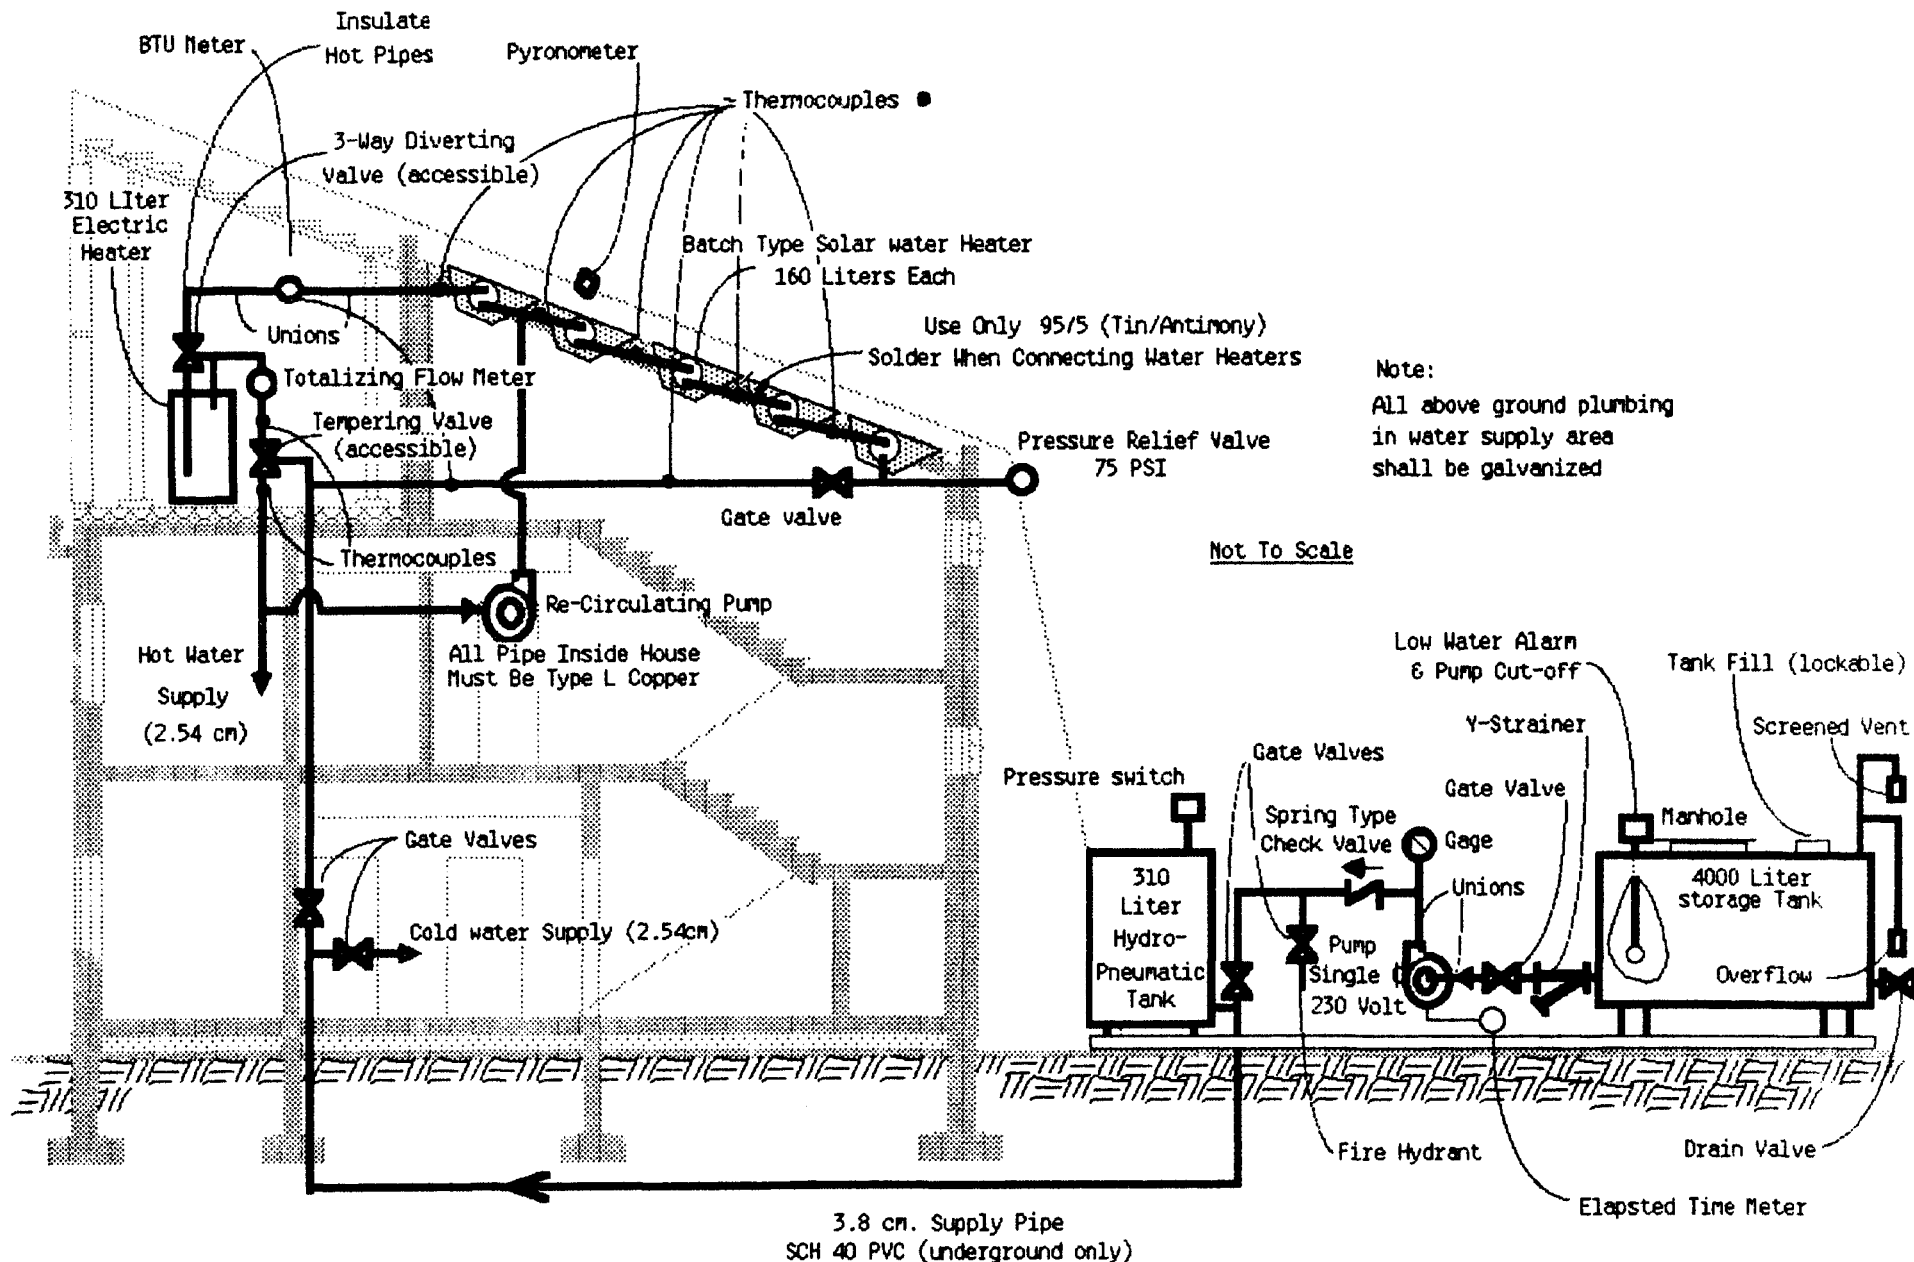 Insulate
Hot Pipes
BTU Meter
Pyronometer
Thermocouples
3-Way Diverting
Valve (accessible)
310 LIter
Electric
Heater
Batch Type Solar water Heater
160 Liters Each
Unions
Use Only 95/5 (Tin/Antimony)
Solder When Connecting Water Heaters
Totalizing Flow Meter
Tempering Valve
(accessible)
Note:
All above ground plumbing
in water supply area
shall be galvanized
Pressure Relief Valve
75 PSI
Gate valve
Not To Scale
Thermocouples
Re-Circulating Pump
All Pipe Inside House
Must Be Type L Copper
Hot Water
Supply
(2.54 cm)
Low Water Alarm
& Pump Cut-off
Tank Fill (lockable)
Screened Vent
Y-Strainer
Gate Valves
Gate Valve
Pressure switch
Spring Type
Check Valve
Gage
Manhole
Gate Valves
Cold water Supply (2.54cm)
310
Liter
Hydro-
Pneumatic
Tank
Unions
4000 Liter
storage Tank
Pump
Single
230 Volt
Overflow
Fire Hydrant
Drain Valve
Elapsted Time Meter
3.8 cm. Supply Pipe
SCH 40 PVC (underground only)